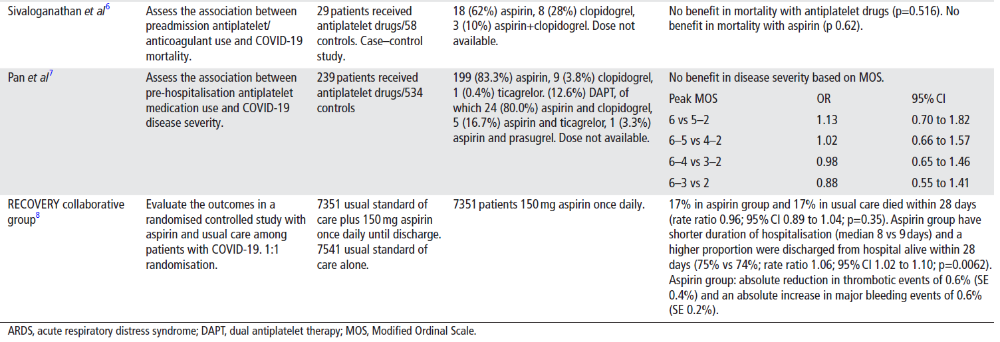 Sivaloganathan et al6
Assess the association between
preadmission antiplatelet/
anticoagulant use and COVID-19
mortality.
29 patients received
antiplatelet drugs/58
controls. Case–control
study.
18 (62%) aspirin, 8 (28%) clopidogrel,
3 (10%) aspirin+clopidogrel. Dose not
available.
No benefit in mortality with antiplatelet drugs (p=0.516). No
benefit in mortality with aspirin (p 0.62).
Pan et al7
Assess the association between
pre-hospitalisation antiplatelet
medication use and COVID-19
disease severity.
239 patients received
antiplatelet drugs/534
controls
199 (83.3%) aspirin, 9 (3.8%) clopidogrel,
1 (0.4%) ticagrelor. (12.6%) DAPT, of
which 24 (80.0%) aspirin and clopidogrel,
5 (16.7%) aspirin and ticagrelor, 1 (3.3%)
aspirin and prasugrel. Dose not available.
No benefit in disease severity based on MOS.
Peak MOS OR 95% CI
6 vs 5–2 1.13 0.70 to 1.82
6–5 vs 4–2 1.02 0.66 to 1.57
6–4 vs 3–2 0.98 0.65 to 1.46
6–3 vs 2 0.88 0.55 to 1.41
RECOVERY collaborative
group8
Evaluate the outcomes in a
randomised controlled study with
aspirin and usual care among
patients with COVID-19. 1:1
randomisation.
7351 usual standard of
care plus 150 mg aspirin
once daily until discharge.
7541 usual standard of
care alone.
7351 patients 150 mg aspirin once daily.
17% in aspirin group and 17% in usual care died within 28 days
(rate ratio 0.96; 95% CI 0.89 to 1.04; p=0.35). Aspirin group have
shorter duration of hospitalisation (median 8 vs 9 days) and a
higher proportion were discharged from hospital alive within 28
days (75% vs 74%; rate ratio 1.06; 95% CI 1.02 to 1.10; p=0.0062).
Aspirin group: absolute reduction in thrombotic events of 0.6% (SE
0.4%) and an absolute increase in major bleeding events of 0.6%
(SE 0.2%).
ARDS, acute respiratory distress syndrome; DAPT, dual antiplatelet therapy; MOS, Modified Ordinal Scale.